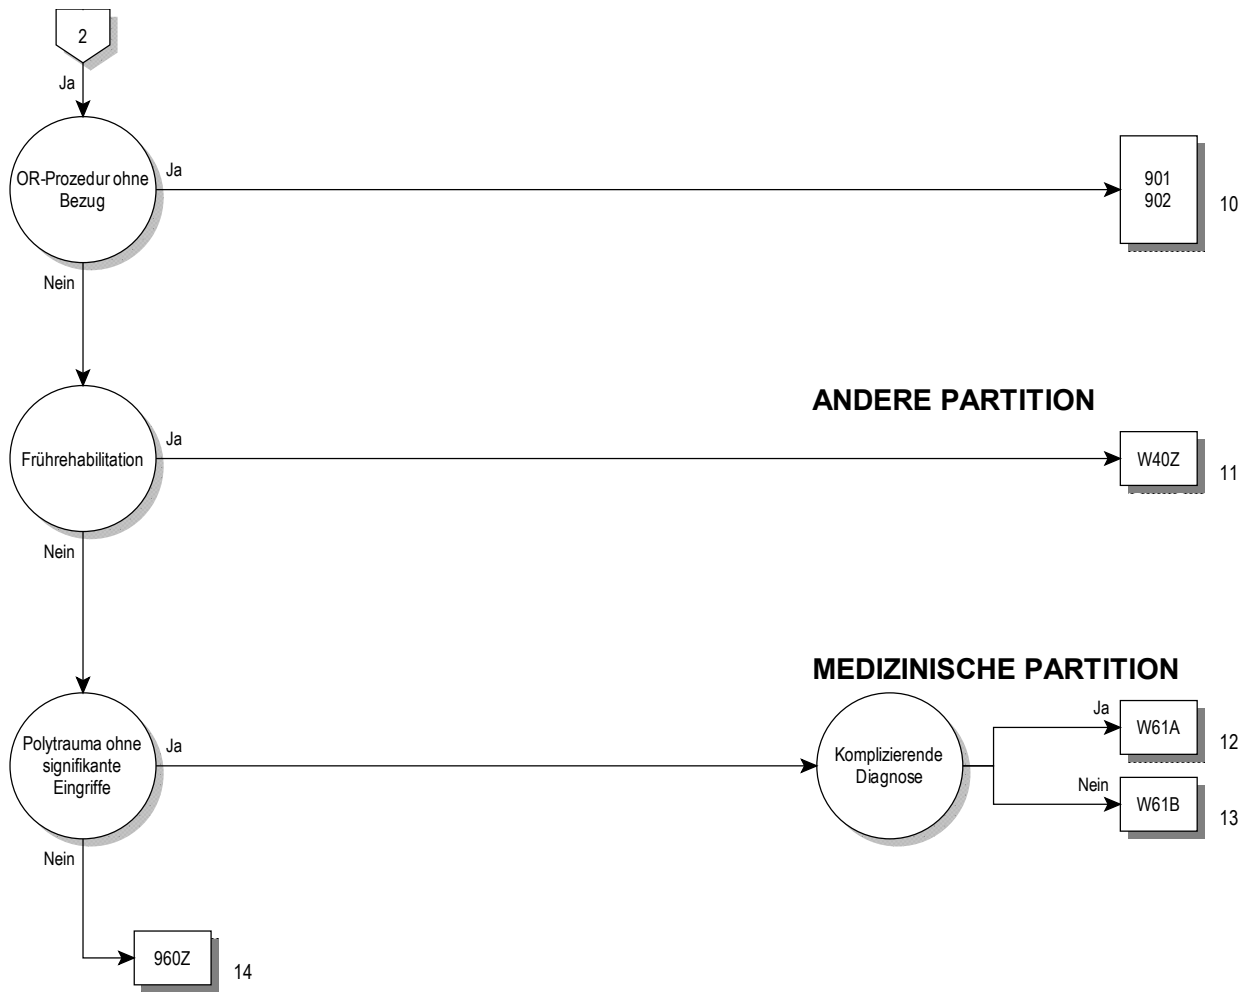 2
Ja
OR-Prozedur ohne
Bezug
Ja
901
902
10
Nein
ANDERE PARTITION
Frührehabilitation
Ja
W40Z
11
Nein
MEDIZINISCHE PARTITION
Polytrauma ohne
signifikante
Eingriffe
Ja
Komplizierende
Diagnose
Ja
W61A
12
Nein
W61B
13
Nein
960Z
14